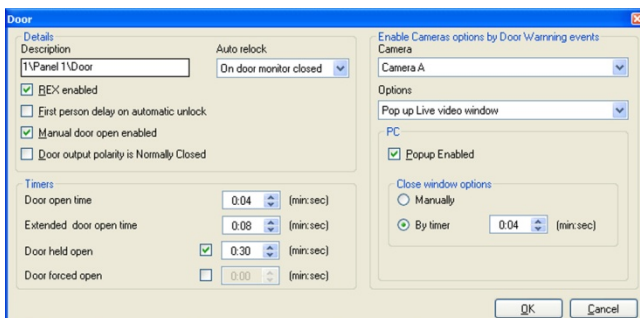 Door
Details
Description
Auto relock
1\Panel 1\Door
On door monitor closed
REX enabled
First person delay on automatic unlock
Manual door open enabled
Door output polarity is Normally Closed
Timers
Door open time 0:04 (min:sec)
Extended door open time 0:08 (min:sec)
Door held open 0:30 (min:sec)
Door forced open 0:00 (min:sec)
Enable Cameras options by Door Warnning events
Camera
Camera A
Options
Pop up Live video window
PC
Popup Enabled
Close window options
Manually
By timer 0:04 (min:sec)
OK Cancel